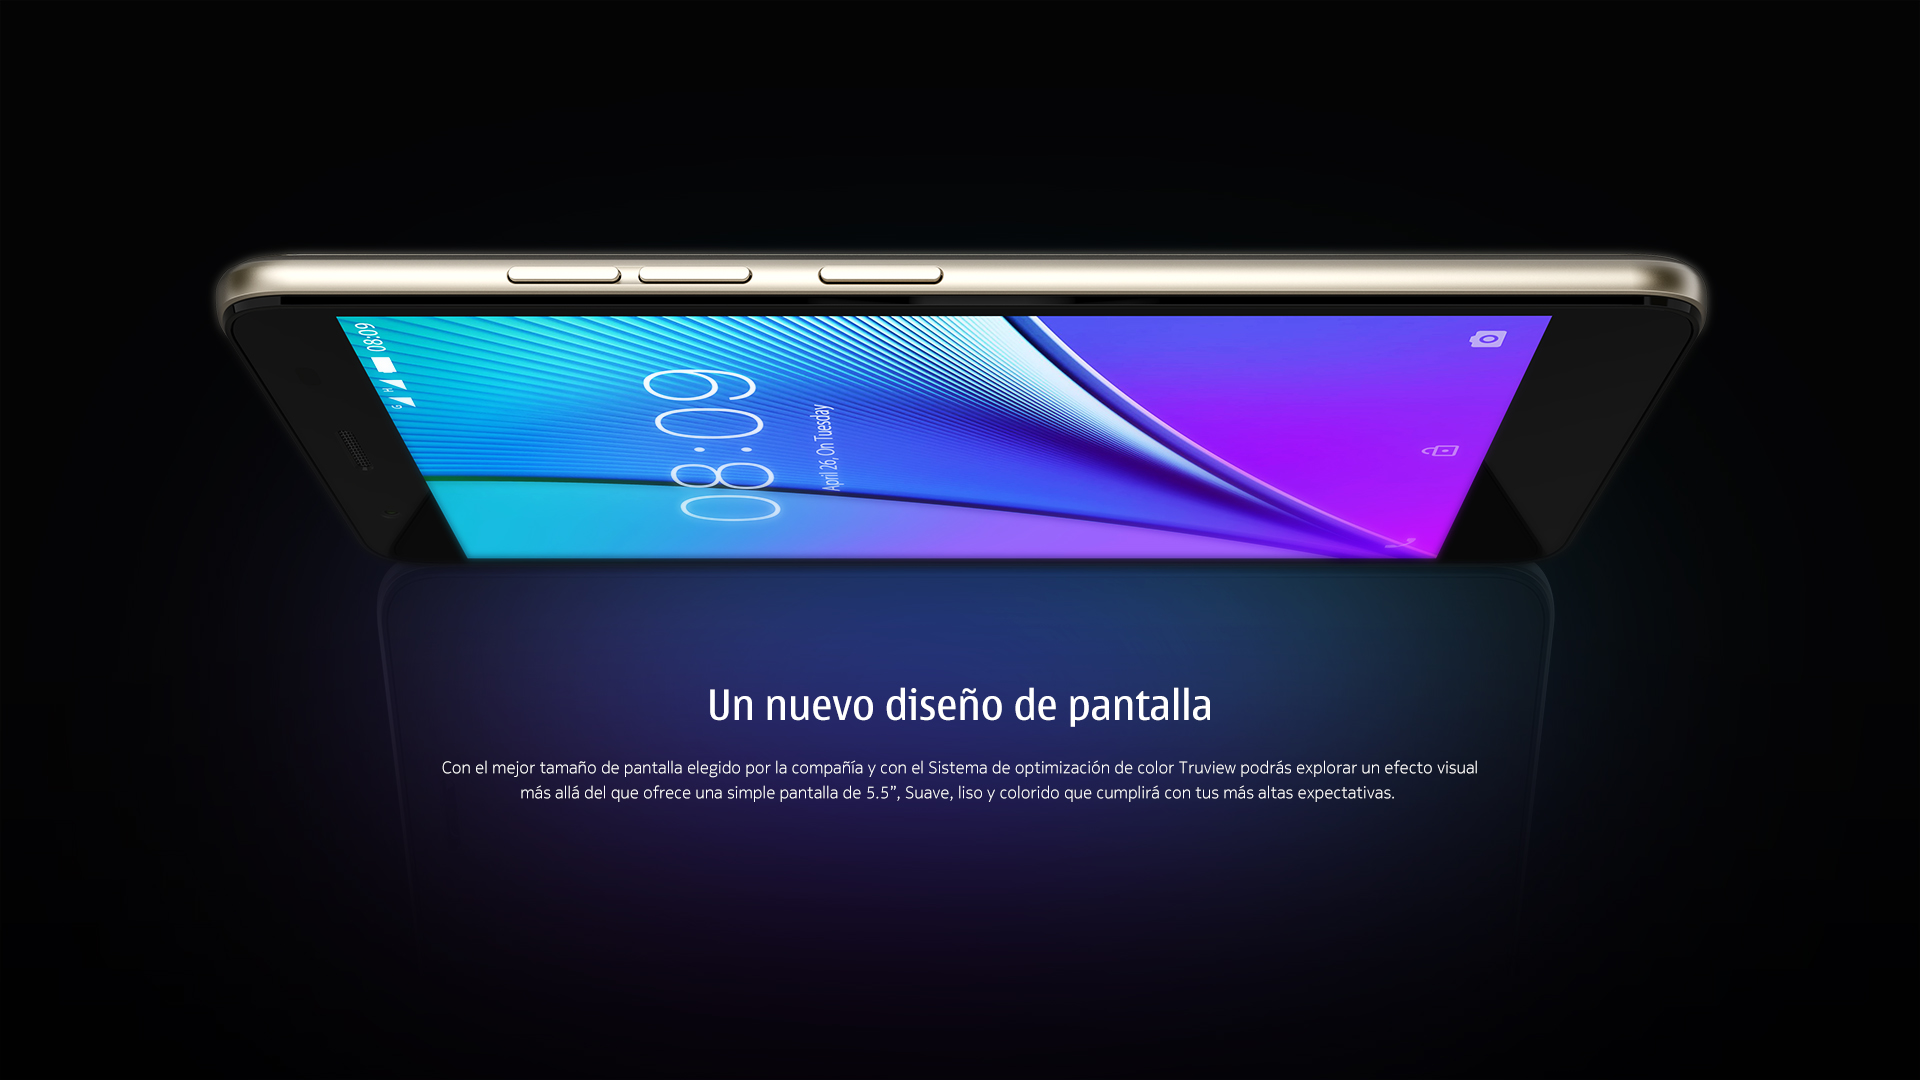 08:09
H
G
08:09
April 26, On Tuesday
Un nuevo diseño de pantalla
Con el mejor tamaño de pantalla elegido por la compañía y con el Sistema de optimización de color Truview podrás explorar un efecto visual
más allá del que ofrece una simple pantalla de 5.5”, Suave, liso y colorido que cumplirá con tus más altas expectativas.